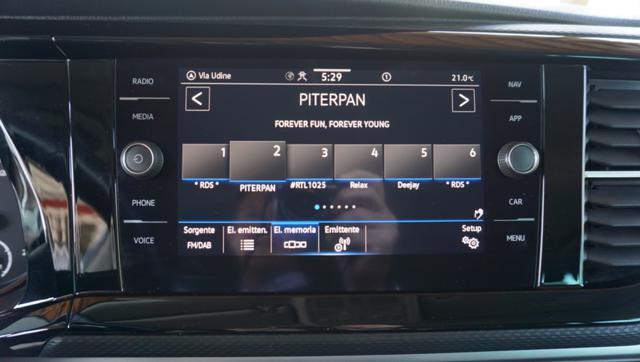 RADIO
MEDIA
PHONE
VOICE
Via Udine
5:29
21.0°C
PITERPAN
FOREVER FUN, FOREVER YOUNG
1 2 3 4 5 6
* RDS * PITERPAN #RTL1025 Relax Deejay * RDS *
Sorgente El. emitten. El. memoria Emittente Setup
FM/DAB
NAV
APP
CAR
MENU